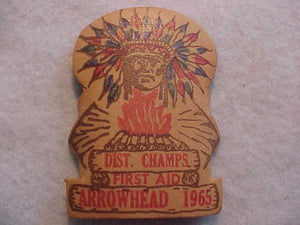 DIST. CHAMPS.
FIRST AID
ARROWHEAD 1965